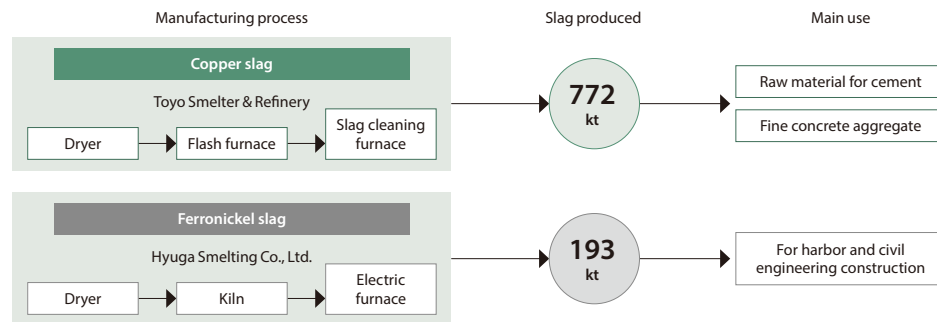 Manufacturing process
Slag produced
Main use
Copper slag
Toyo Smelter & Refinery
Dryer
Flash furnace
Slag cleaning
furnace
772
kt
Raw material for cement
Fine concrete aggregate
Ferronickel slag
Hyuga Smelting Co., Ltd.
Dryer
Kiln
Electric
furnace
193
kt
For harbor and civil
engineering construction